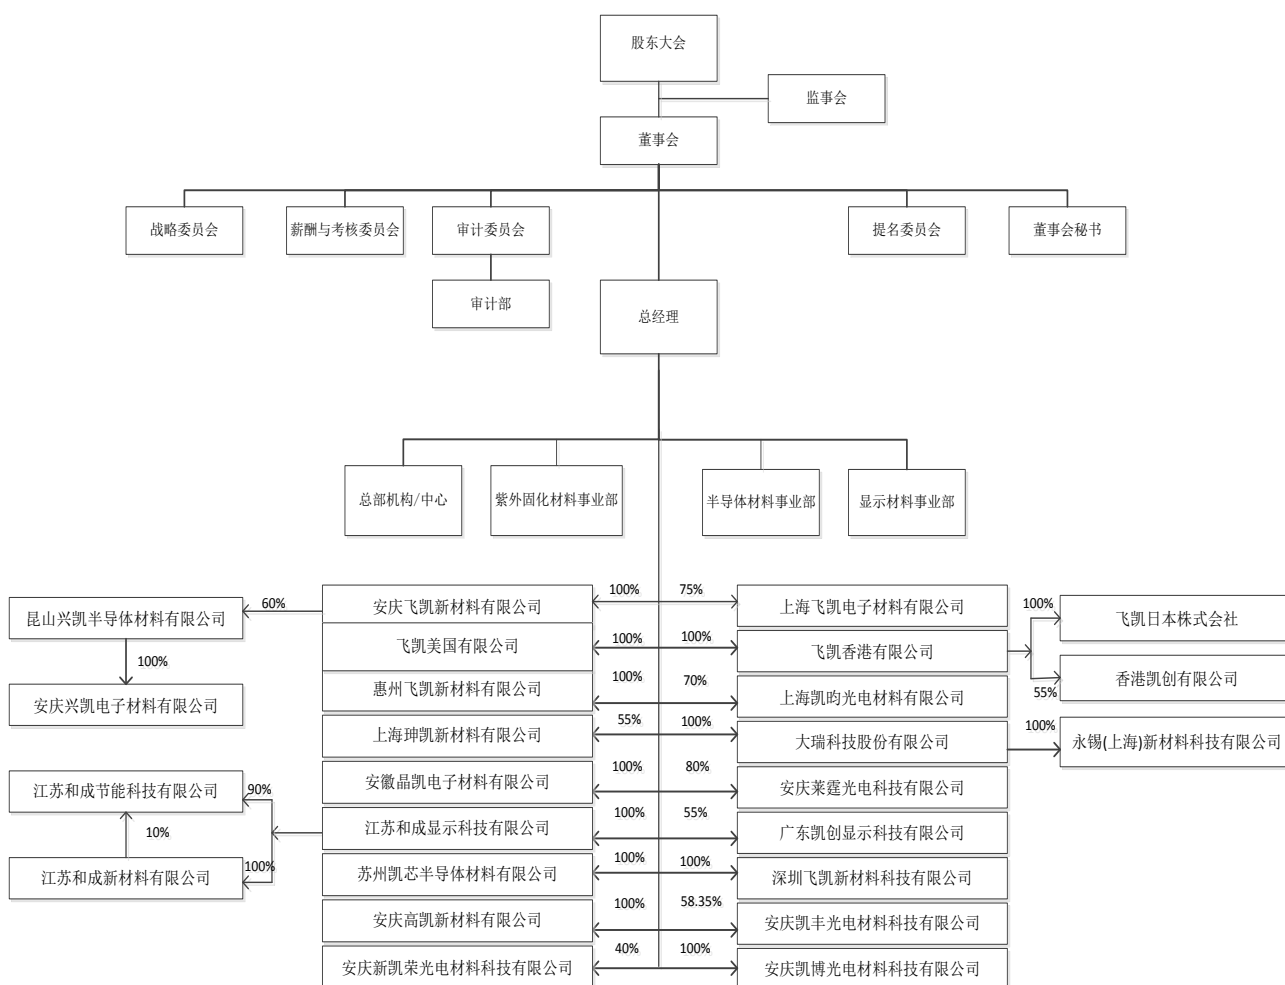 股东大会
监事会
董事会
战略委员会
薪酬与考核委员会
审计委员会
提名委员会
董事会秘书
审计部
总经理
总部机构/中心
紫外固化材料事业部
半导体材料事业部
显示材料事业部
昆山兴凯半导体材料有限公司
60%
安庆飞凯新材料有限公司
100%
75%
上海飞凯电子材料有限公司
100%
飞凯日本株式会社
100%
飞凯美国有限公司
100%
100%
飞凯香港有限公司
55%
香港凯创有限公司
安庆兴凯电子材料有限公司
惠州飞凯新材料有限公司
100%
70%
上海凯昀光电材料有限公司
上海珅凯新材料有限公司
55%
100%
大瑞科技股份有限公司
100%
永锡(上海)新材料科技有限公司
江苏和成节能科技有限公司
90%
安徽晶凯电子材料有限公司
100%
80%
安庆莱霆光电科技有限公司
10%
江苏和成显示科技有限公司
100%
55%
广东凯创显示科技有限公司
江苏和成新材料有限公司
100%
苏州凯芯半导体材料有限公司
100%
100%
深圳飞凯新材料科技有限公司
安庆高凯新材料有限公司
100%
58.35%
安庆凯丰光电材料科技有限公司
安庆新凯荣光电材料科技有限公司
40%
100%
安庆凯博光电材料科技有限公司